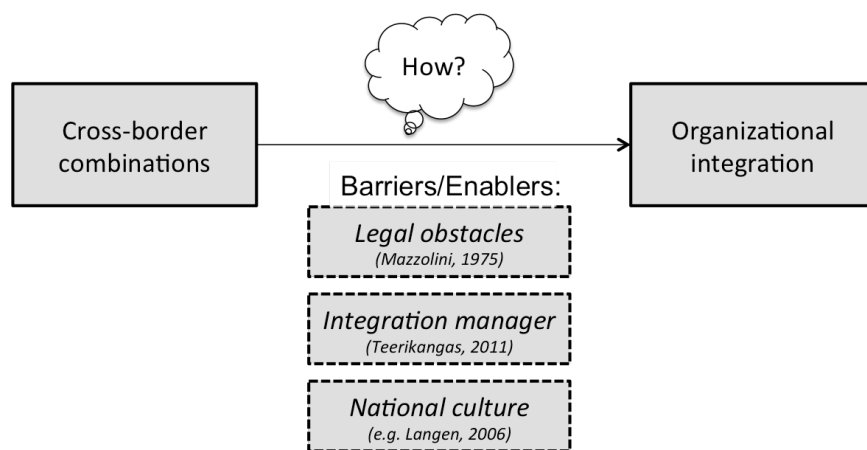 How?
Cross-border
combinations
Organizational
integration
Barriers/Enablers:
Legal obstacles
(Mazzolini, 1975)
Integration manager
(Teerikangas, 2011)
National culture
(e.g. Langen, 2006)